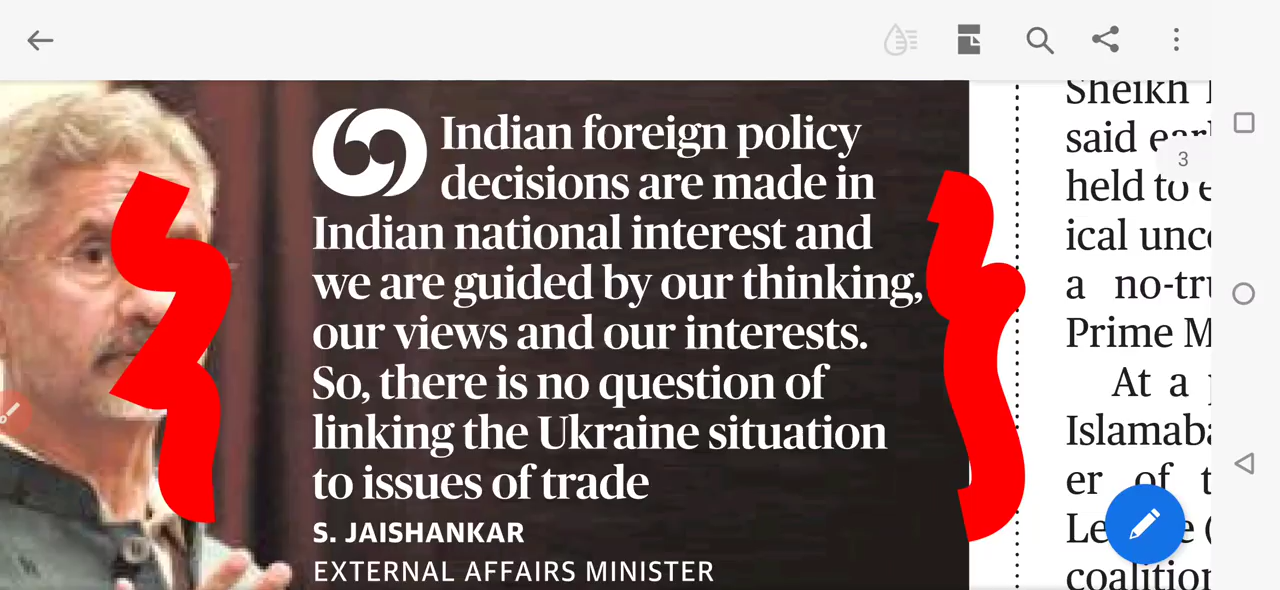 Indian foreign policy
decisions are made in
Indian national interest and
we are guided by our thinking,
our views and our interests.
So, there is no question of
linking the Ukraine situation
to issues of trade
S. JAISHANKAR
EXTERNAL AFFAIRS MINISTER
Sheikh
said
3
held to
ical
a no-
Prime
At a
er of
coalition